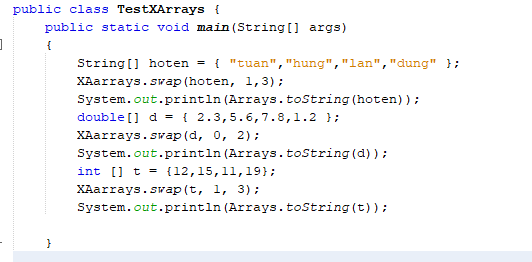 public class TestXArrays {
public static void main(String[] args)
{
String[] hoten = { "tuan","hung","lan","dung" };
XAarrays.swap(hoten, 1,3);
System.out.println(Arrays.toString(hoten));
double[] d = { 2.3,5.6,7.8,1.2 };
XAarrays.swap(d, 0, 2);
System.out.println(Arrays.toString(d));
int [] t = {12,15,11,19};
XAarrays.swap(t, 1, 3);
System.out.println(Arrays.toString(t));
}